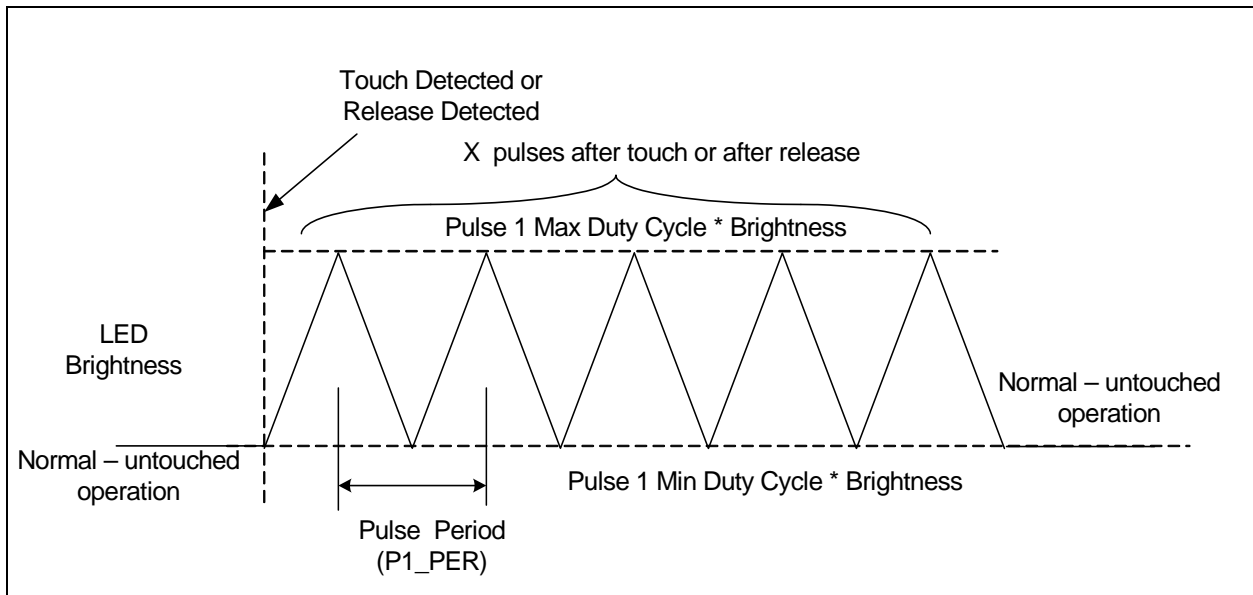 Touch Detected or
Release Detected
X pulses after touch or after release
Pulse 1 Max Duty Cycle * Brightness
LED
Brightness
Normal – untouched
operation
Normal – untouched
operation
Pulse 1 Min Duty Cycle * Brightness
Pulse Period
(P1_PER)